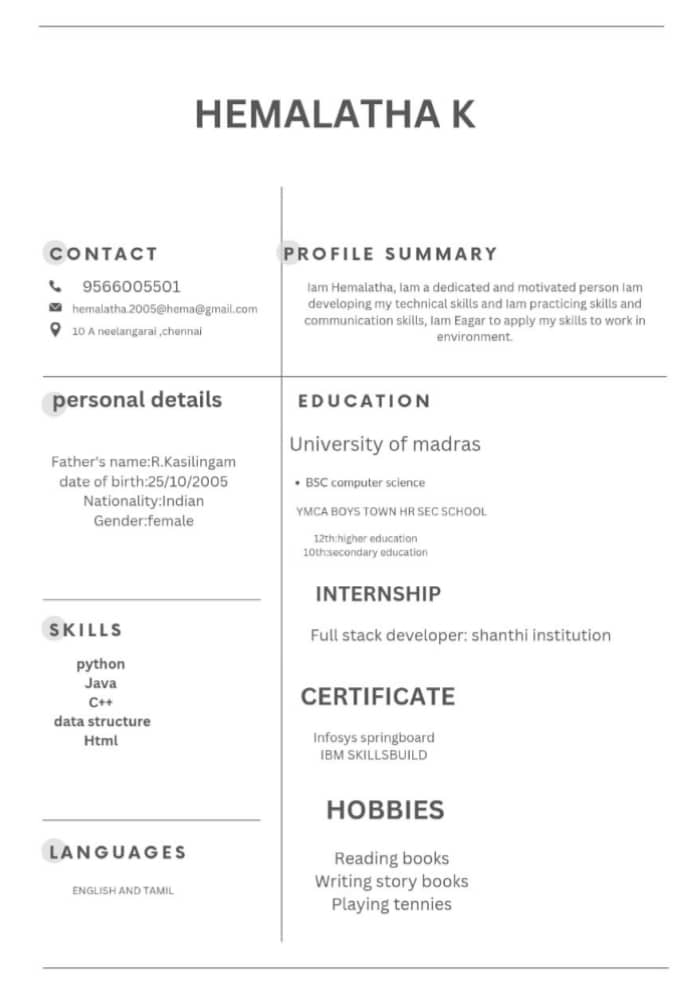 HEMALATHA K
CONTACT
9566005501
hemalatha.2005@hema@gmail.com
10 A neelangarai ,chennai
PROFILE SUMMARY
Iam Hemalatha, Iam a dedicated and motivated person Iam
developing my technical skills and Iam practicing skills and
communication skills, Iam Eagar to apply my skills to work in
environment.
personal details
Father's name:R.Kasilingam
date of birth:25/10/2005
Nationality:Indian
Gender:female
SKILLS
python
Java
C++
data structure
Html
LANGUAGES
ENGLISH AND TAMIL
EDUCATION
University of madras
• BSC computer science
YMCA BOYS TOWN HR SEC SCHOOL
12th:higher education
10th:secondary education
INTERNSHIP
Full stack developer: shanthi institution
CERTIFICATE
Infosys springboard
IBM SKILLSBUILD
HOBBIES
Reading books
Writing story books
Playing tennies